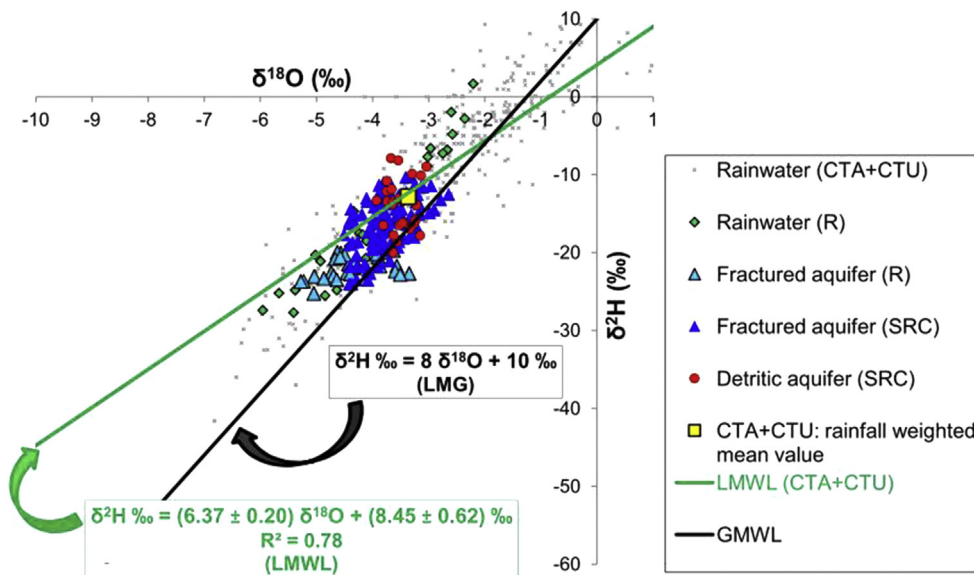 10
δ¹⁸O (‰)
0
-10 -9 -8 -7 -6 -5 -4 -3 -2 -1 0 1
-10
-20
-30
-40
-50
-60
δ²H (‰)
δ²H ‰ = 8 δ¹⁸O + 10 ‰
(LMG)
δ²H ‰ = (6.37 ± 0.20) δ¹⁸O + (8.45 ± 0.62) ‰
R² = 0.78
(LMWL)
Rainwater (CTA+CTU)
Rainwater (R)
Fractured aquifer (R)
Fractured aquifer (SRC)
Detritic aquifer (SRC)
CTA+CTU: rainfall weighted
mean value
LMWL (CTA+CTU)
GMWL